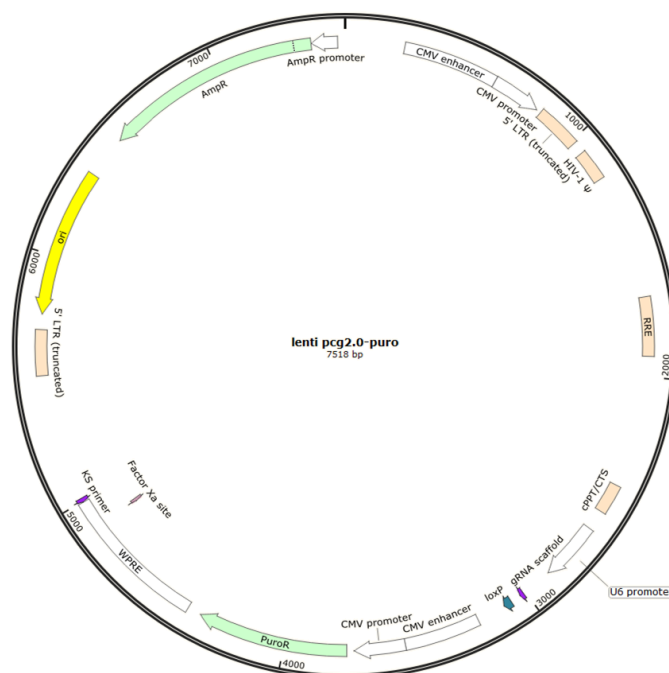 AmpR promoter
AmpR
7000
CMV enhancer
CMV promoter
5' LTR (truncated)
1000
HIV-1 Ψ
ori
6000
5' LTR (truncated)
RRE
2000
lenti pcg2.0-puro
7518 bp
cPPT/CTS
gRNA scaffold
U6 promoter
loxP
3000
CMV enhancer
CMV promoter
4000
PuroR
WPRE
Factor Xa site
KS primer
5000